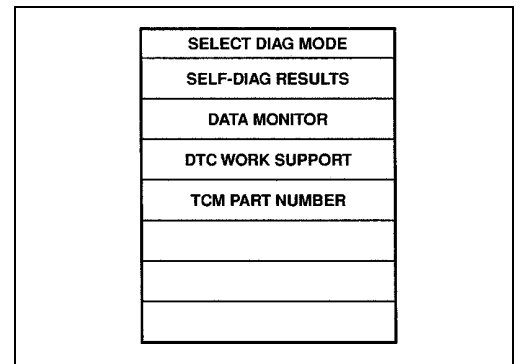 SELECT DIAG MODE
SELF-DIAG RESULTS
DATA MONITOR
DTC WORK SUPPORT
TCM PART NUMBER